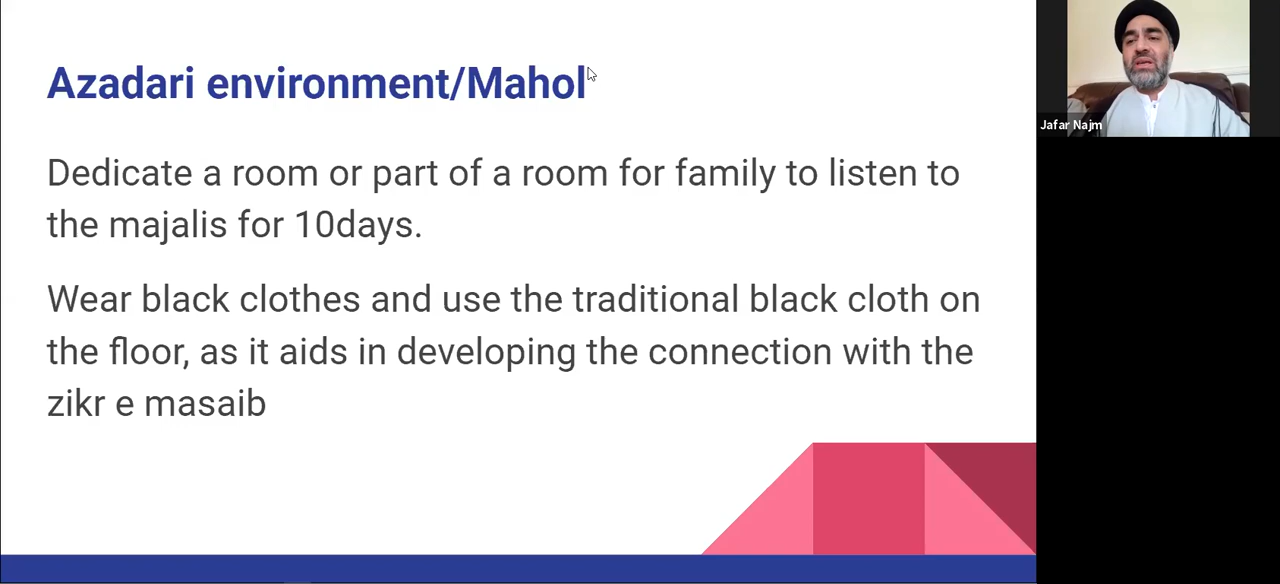 Azadari environment/Mahol
Dedicate a room or part of a room for family to listen to
the majalis for 10days.
Wear black clothes and use the traditional black cloth on
the floor, as it aids in developing the connection with the
zikr e masaib
Jafar Najm